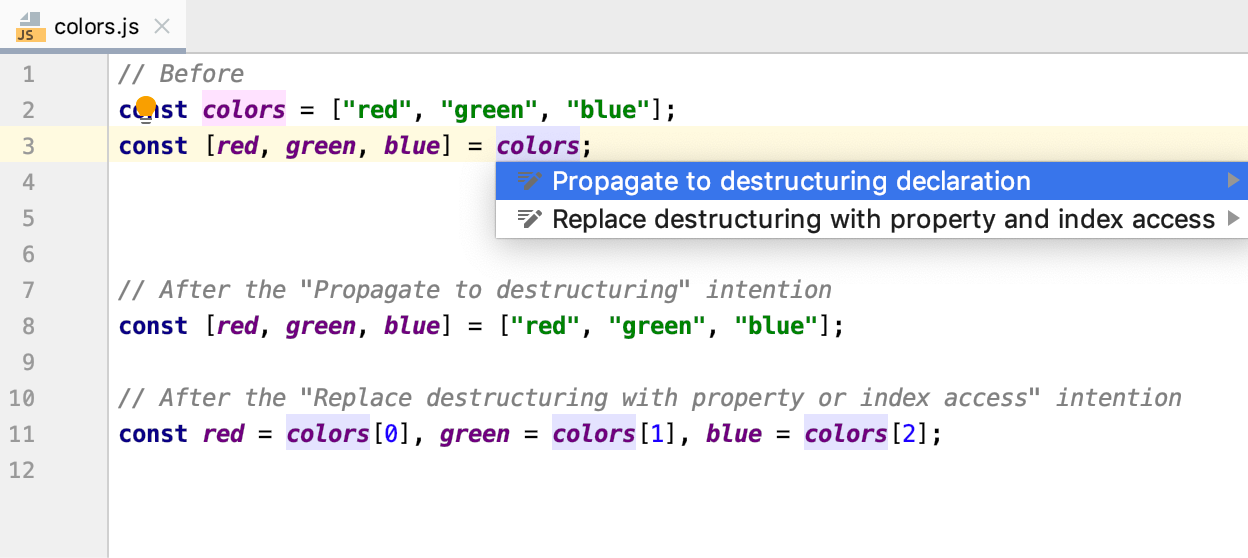 JS colors.js
1 // Before
2 const colors = ["red", "green", "blue"];
3 const [red, green, blue] = colors;
4 Propagate to destructuring declaration
5 Replace destructuring with property and index access
6
7 // After the "Propagate to destructuring" intention
8 const [red, green, blue] = ["red", "green", "blue"];
9
10 // After the "Replace destructuring with property or index access" intention
11 const red = colors[0], green = colors[1], blue = colors[2];
12